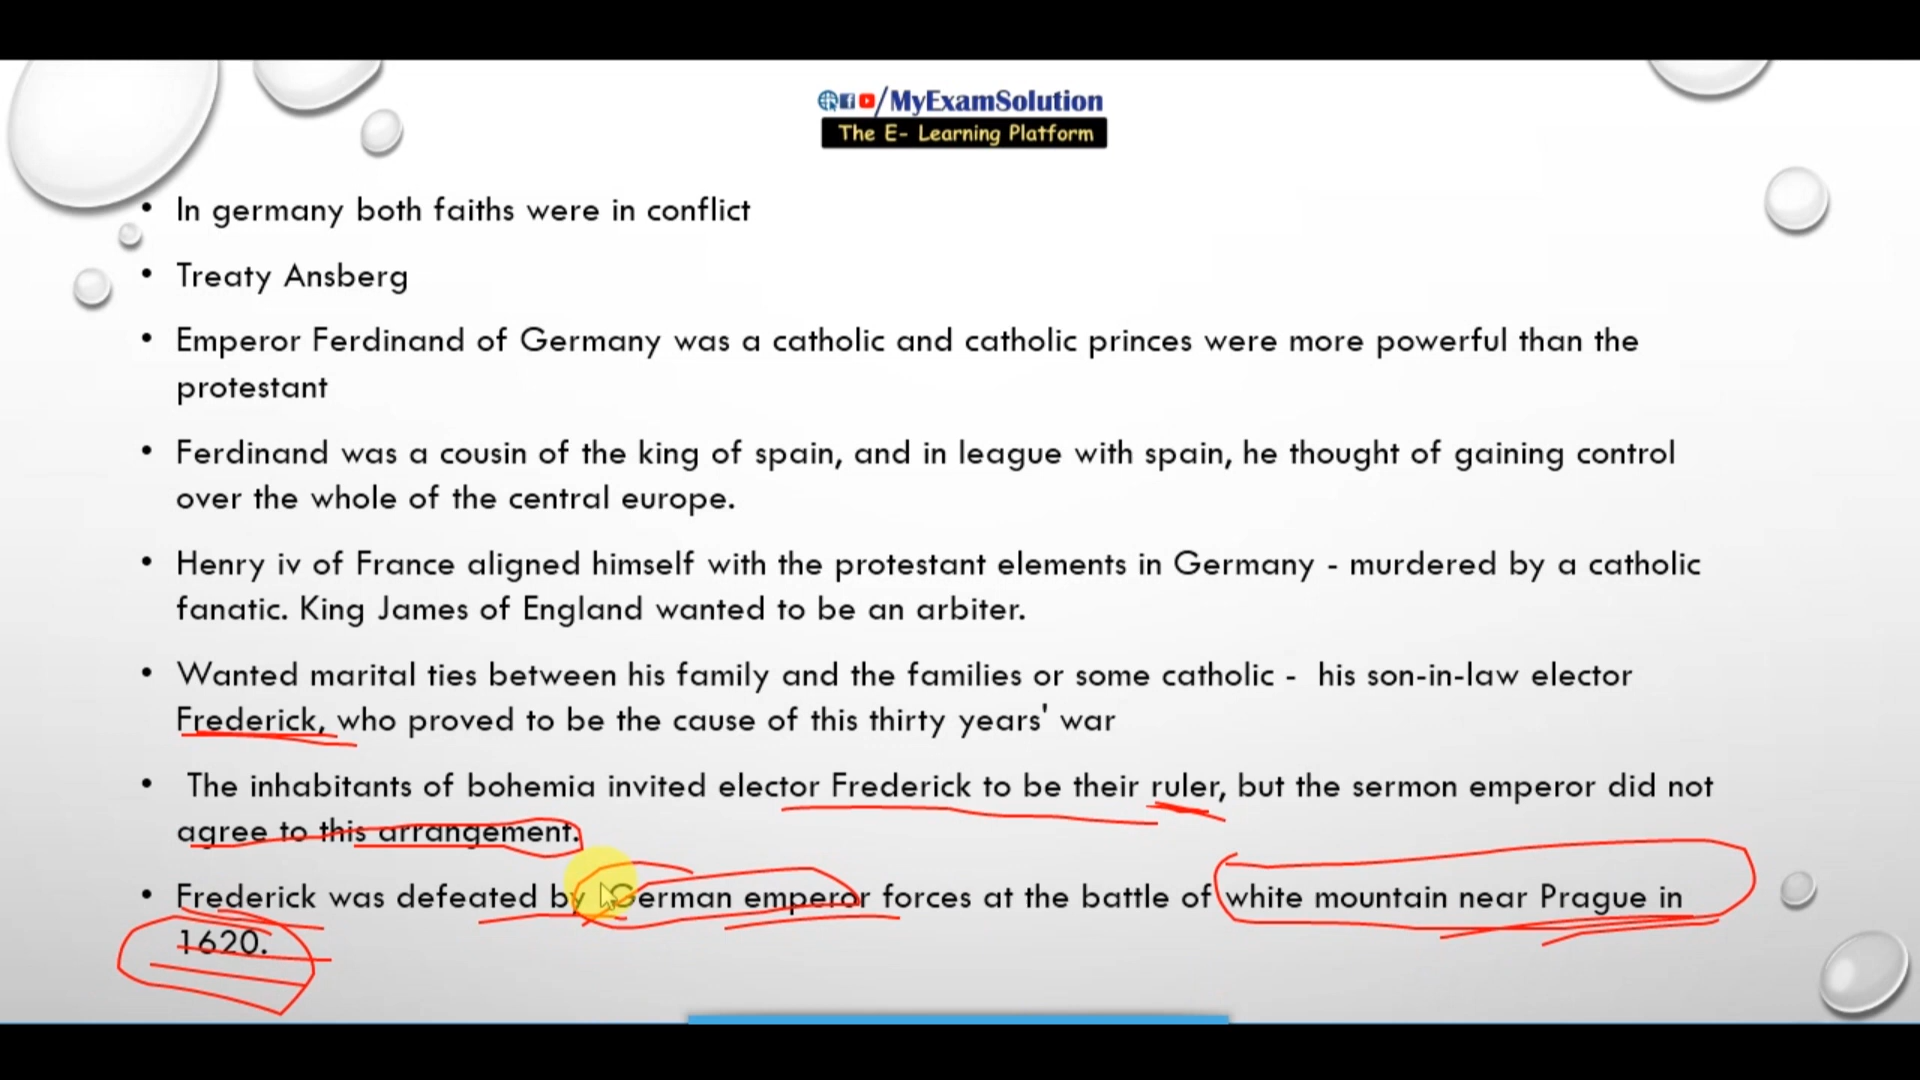 /MyExamSolution
The E- Learning Platform
• In germany both faiths were in conflict
• Treaty Ansberg
• Emperor Ferdinand of Germany was a catholic and catholic princes were more powerful than the
protestant
• Ferdinand was a cousin of the king of spain, and in league with spain, he thought of gaining control
over the whole of the central europe.
• Henry iv of France aligned himself with the protestant elements in Germany - murdered by a catholic
fanatic. King James of England wanted to be an arbiter.
• Wanted marital ties between his family and the families or some catholic - his son-in-law elector
Frederick, who proved to be the cause of this thirty years' war
• The inhabitants of bohemia invited elector Frederick to be their ruler, but the sermon emperor did not
agree to this arrangement.
• Frederick was defeated by German emperor forces at the battle of white mountain near Prague in
1620.